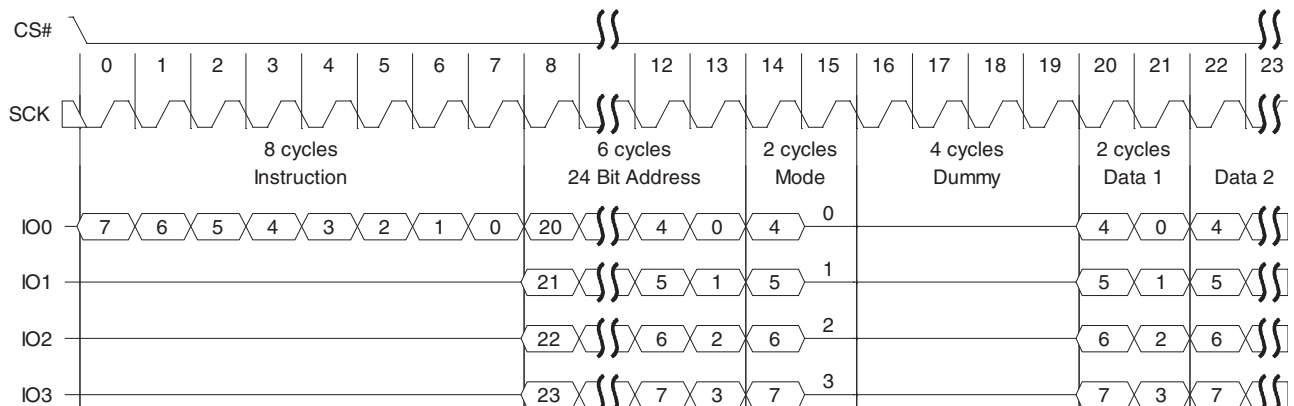 CS#
0 1 2 3 4 5 6 7 8 12 13 14 15 16 17 18 19 20 21 22 23
SCK
8 cycles 6 cycles 2 cycles 4 cycles 2 cycles
Instruction 24 Bit Address Mode Dummy Data 1 Data 2
IO0 7 6 5 4 3 2 1 0 20 4 0 4 0 4 0 4
IO1 21 5 1 5 1 5 1 5
IO2 22 6 2 6 2 6 2 6
IO3 23 7 3 7 3 7 3 7